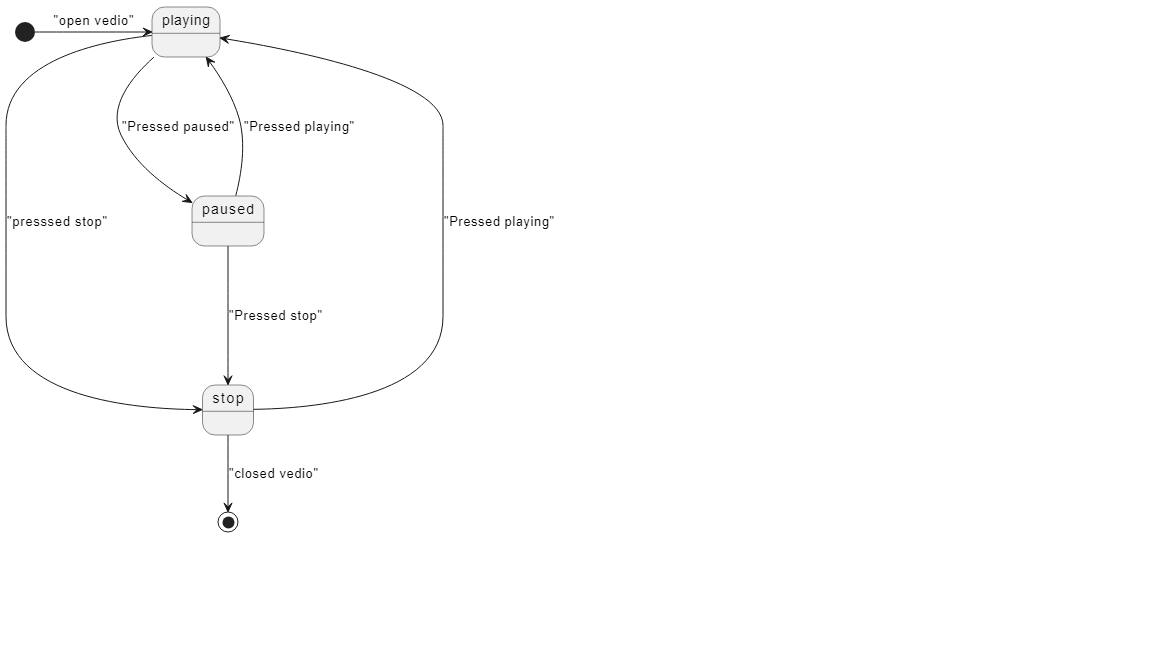 "open vedio"
playing
"Pressed paused"
"Pressed playing"
paused
"presssed stop"
"Pressed playing"
"Pressed stop"
stop
"closed vedio"